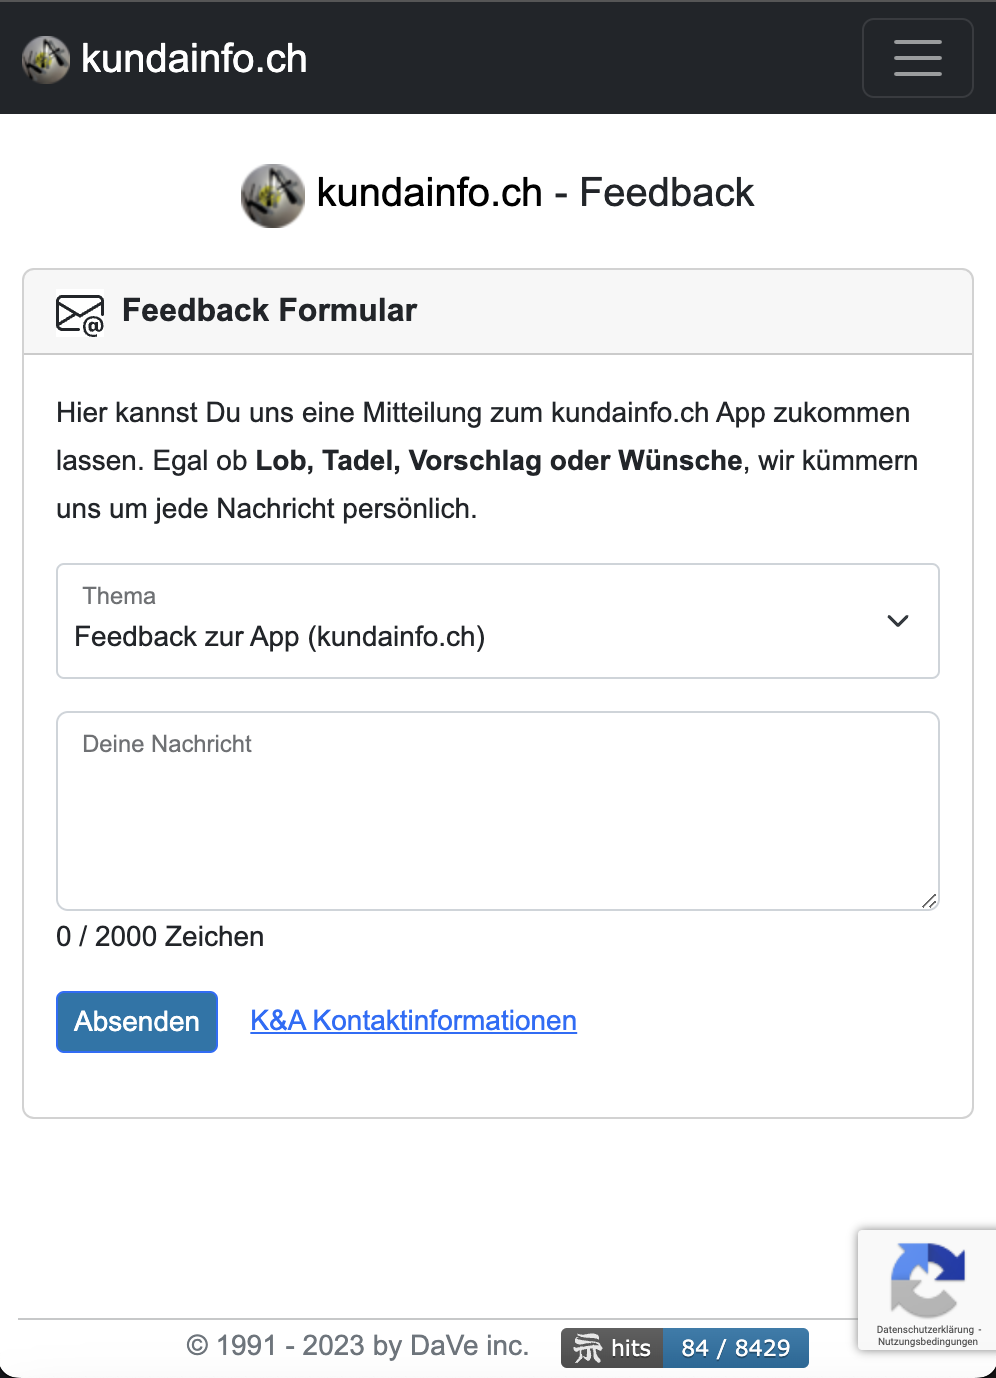 kundainfo.ch
kundainfo.ch - Feedback
Feedback Formular
Hier kannst Du uns eine Mitteilung zum kundainfo.ch App zukommen
lassen. Egal ob Lob, Tadel, Vorschlag oder Wünsche, wir kümmern
uns um jede Nachricht persönlich.
Thema
Feedback zur App (kundainfo.ch)
Deine Nachricht
0 / 2000 Zeichen
Absenden K&A Kontaktinformationen
Datenschutzerklärung -
Nutzungsbedingungen
© 1991 - 2023 by DaVe inc. hits 84 / 8429